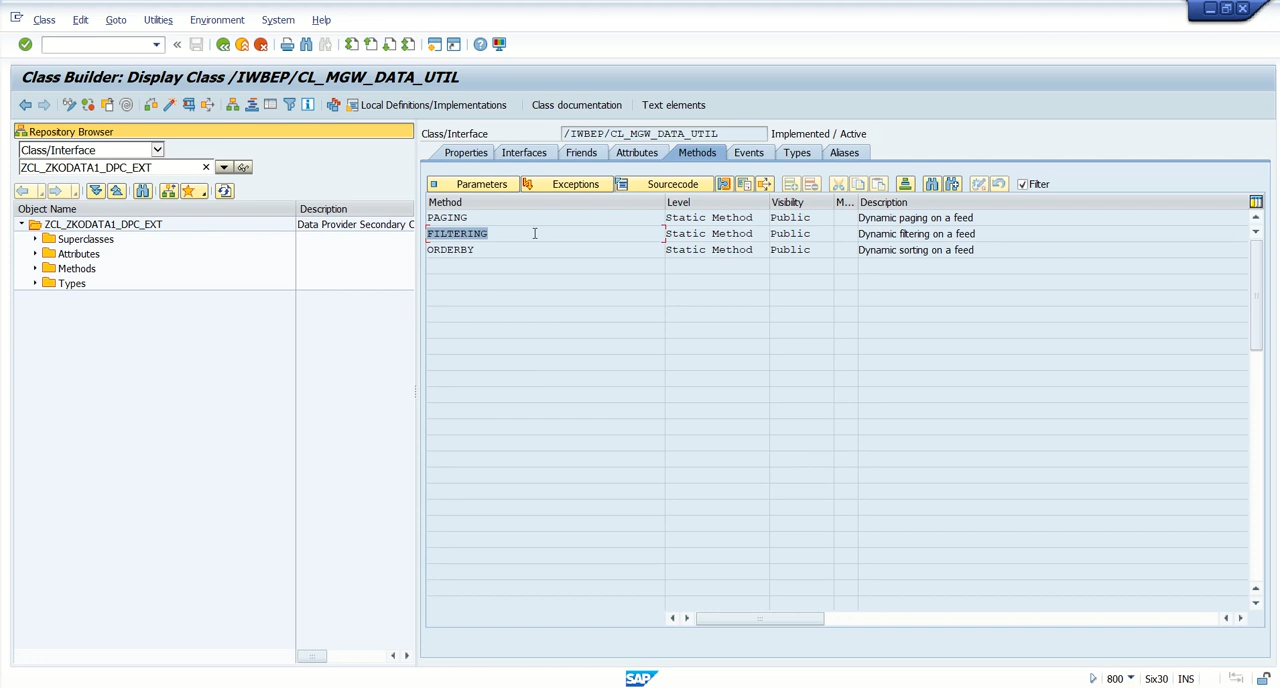 Class Edit Goto Utilities Environment System Help
Class Builder: Display Class /IWBEP/CL_MGW_DATA_UTIL
Local Definitions/Implementations Class documentation Text elements
Repository Browser
Class/Interface
ZCL_ZKODATA1_DPC_EXT
Object Name Description
ZCL_ZKODATA1_DPC_EXT Data Provider Secondary C
Superclasses
Attributes
Methods
Types
Class/Interface /IWBEP/CL_MGW_DATA_UTIL Implemented / Active
Properties Interfaces Friends Attributes Methods Events Types Aliases
Parameters Exceptions Sourcecode Filter
Method Level Visibility M... Description
PAGING Static Method Public Dynamic paging on a feed
FILTERING Static Method Public Dynamic filtering on a feed
ORDERBY Static Method Public Dynamic sorting on a feed
SAP
800 Six30 INS